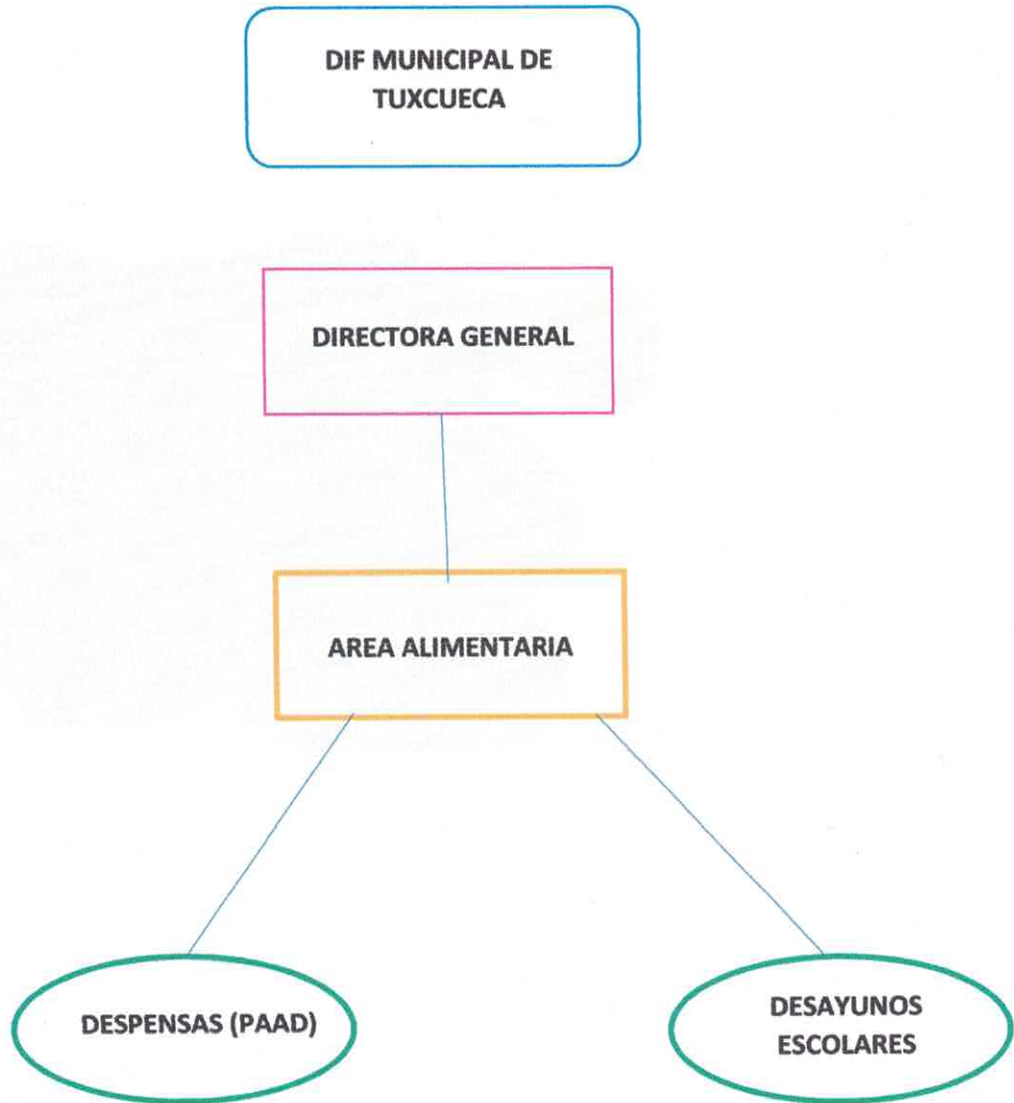 DIF MUNICIPAL DE
TUXCUECA
DIRECTORA GENERAL
AREA ALIMENTARIA
DESPENSAS (PAAD)
DESAYUNOS
ESCOLARES